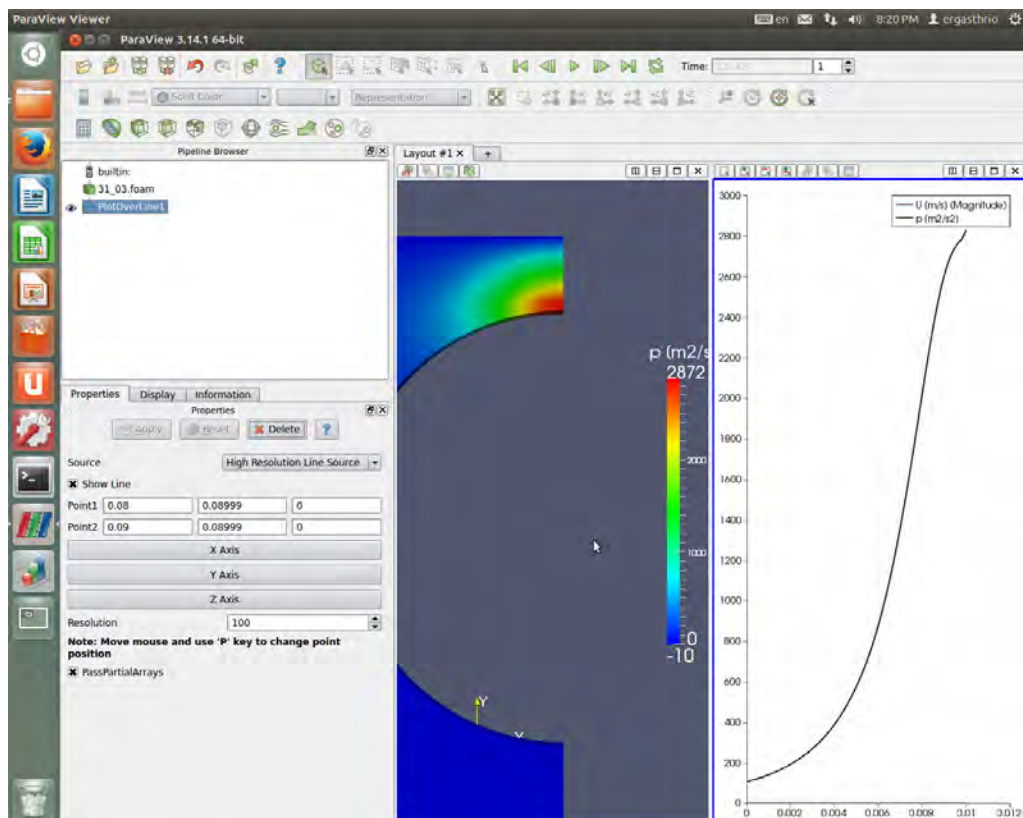 ParaView Viewer en 8:20 PM ergasthrio
ParaView 3.14.1 64-bit
Time: 1
Solid Color Representation
Pipeline Browser
builtin:
31_03.foam
PlotOverLine1
Layout #1 x +
Properties Display Information
Properties
Apply Reset Delete ?
Source High Resolution Line Source
Show Line
Point1 0.08 0.08999 0
Point2 0.09 0.08999 0
X Axis
Y Axis
Z Axis
Resolution 100
Note: Move mouse and use 'P' key to change point
position
PassPartialArrays
p (m2/s
2872
2000
1000
0
-10
Y
U (m/s) (Magnitude)
p (m2/s2)
3000
2800
2600
2400
2200
2000
1800
1600
1400
1200
1000
800
600
400
200
0
0 0.002 0.004 0.006 0.008 0.01 0.012